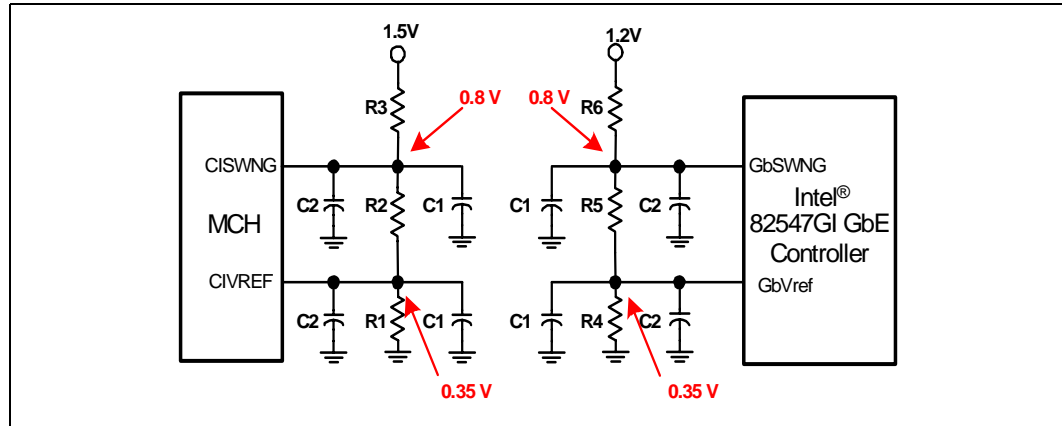 1.5V
1.2V
R3
0.8 V
0.8 V
R6
CISWNG
GbSWNG
C2
R2
C1
C1
R5
C2
MCH
Intel®
82547GI GbE
Controller
CIVREF
GbVref
C2
R1
C1
C1
R4
C2
0.35 V
0.35 V